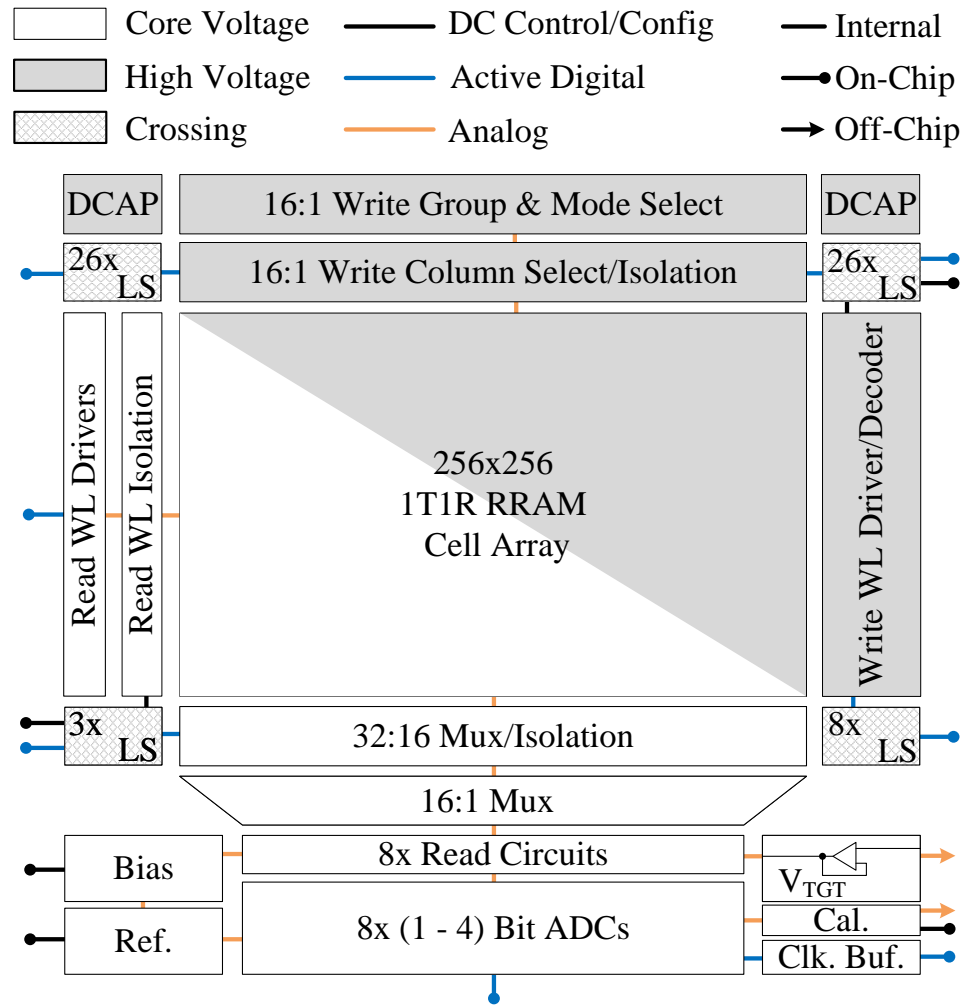 Core Voltage
DC Control/Config
Internal
High Voltage
Active Digital
On-Chip
Crossing
Analog
Off-Chip
DCAP
16:1 Write Group & Mode Select
DCAP
26x
LS
16:1 Write Column Select/Isolation
26x
LS
Read WL Drivers
Read WL Isolation
256x256
1T1R RRAM
Cell Array
Write WL Driver/Decoder
3x
LS
32:16 Mux/Isolation
8x
LS
16:1 Mux
Bias
8x Read Circuits
VTGT
Ref.
8x (1 - 4) Bit ADCs
Cal.
Clk. Buf.